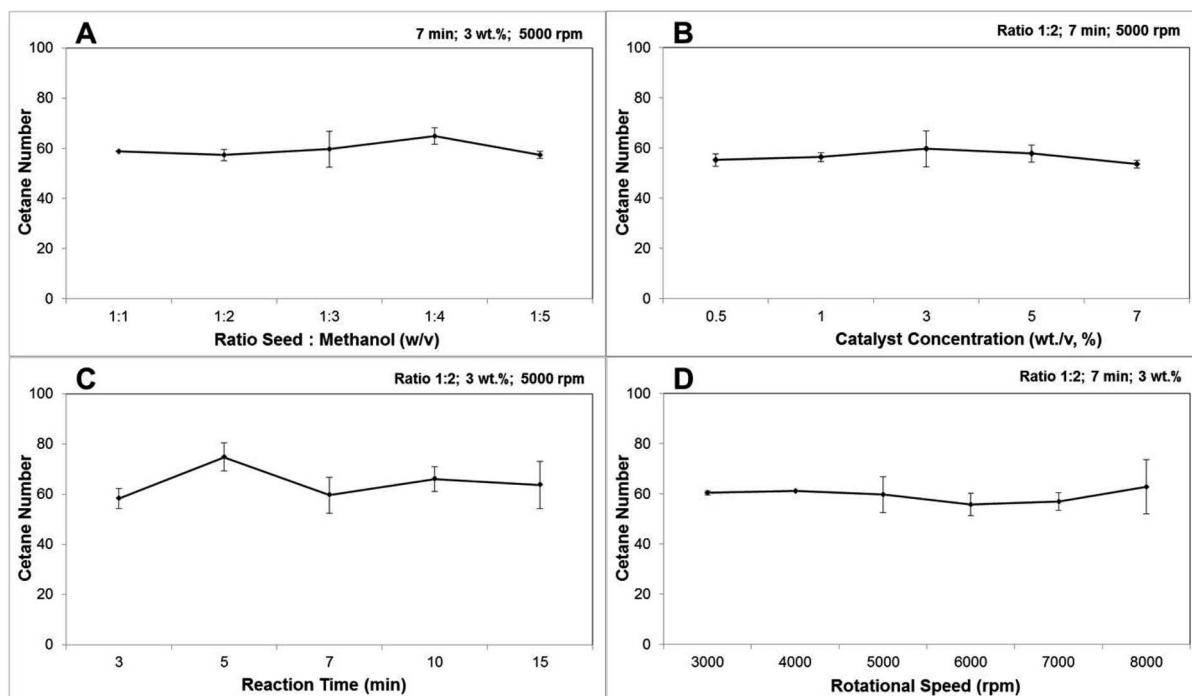 A
7 min; 3 wt.%; 5000 rpm
100
80
60
40
20
0
Cetane Number
1:1 1:2 1:3 1:4 1:5
Ratio Seed : Methanol (w/v)
B
Ratio 1:2; 7 min; 5000 rpm
100
80
60
40
20
0
Cetane Number
0.5 1 3 5 7
Catalyst Concentration (wt./v, %)
C
Ratio 1:2; 3 wt.%; 5000 rpm
100
80
60
40
20
0
Cetane Number
3 5 7 10 15
Reaction Time (min)
D
Ratio 1:2; 7 min; 3 wt.%
100
80
60
40
20
0
Cetane Number
3000 4000 5000 6000 7000 8000
Rotational Speed (rpm)